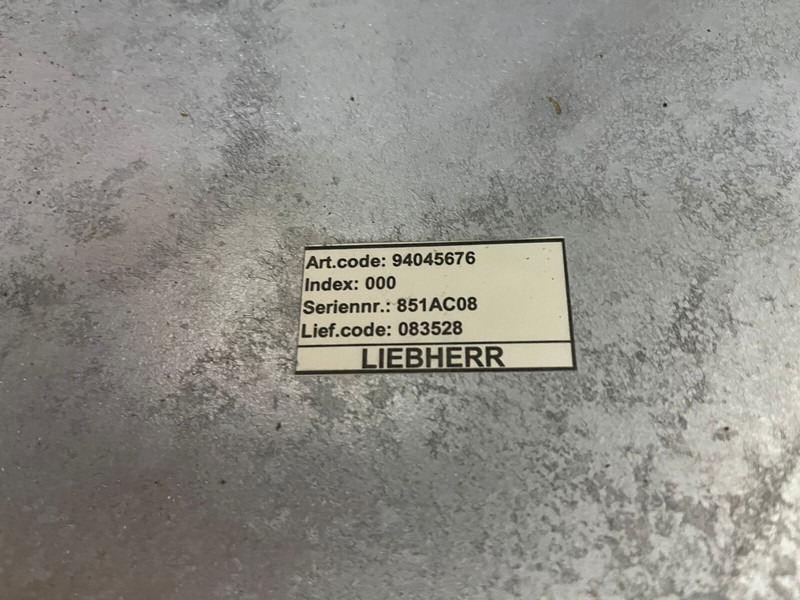 Art.code: 94045676
Index: 000
Seriennr.: 851AC08
Lief.code: 083528
LIEBHERR